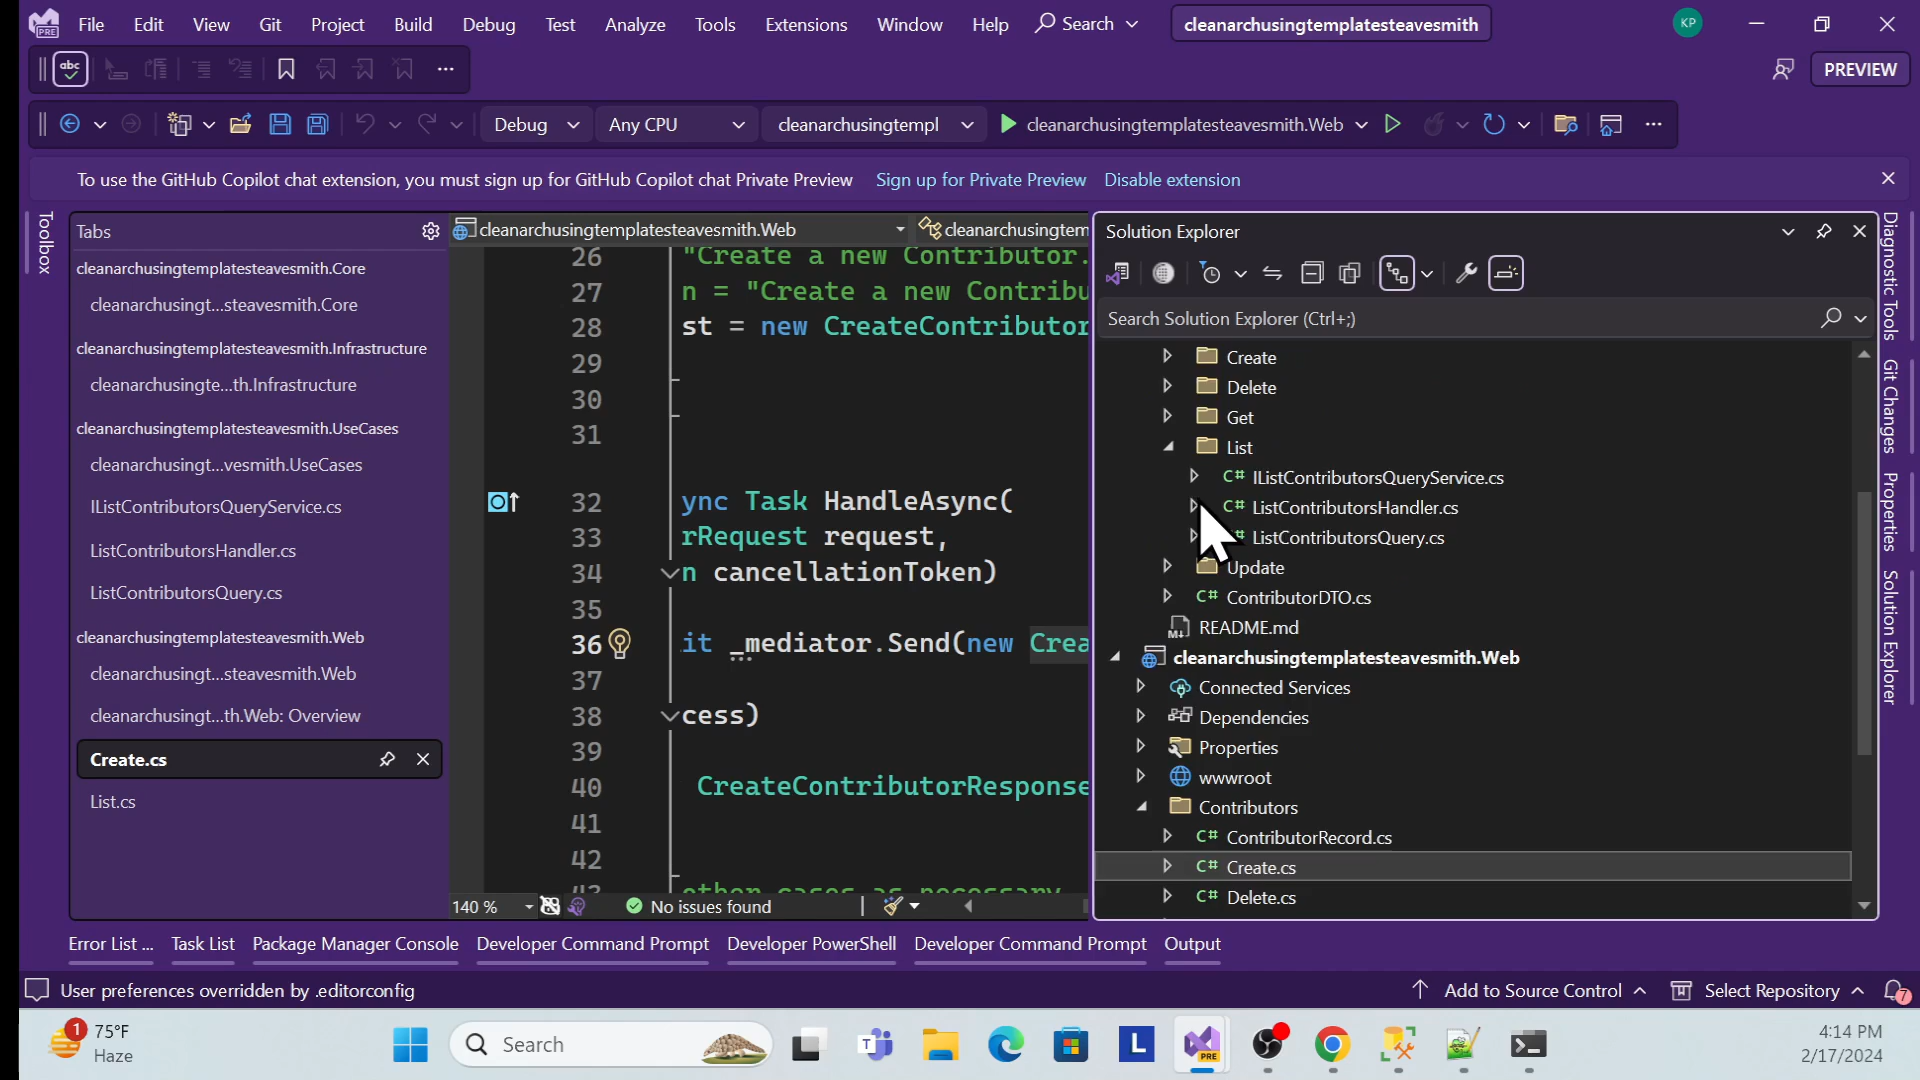 File Edit View Git Project Build Debug Test Analyze Tools Extensions Window Help Search cleanarchusingtemplatesteavesmith KP
PRE
abc
PREVIEW
Debug Any CPU cleanarchusingtempl cleanarchusingtemplatesteavesmith.Web
To use the GitHub Copilot chat extension, you must sign up for GitHub Copilot chat Private Preview Sign up for Private Preview Disable extension
Toolbox
Tabs
cleanarchusingtemplatesteavesmith.Core
cleanarchusingt...steavesmith.Core
cleanarchusingtemplatesteavesmith.Infrastructure
cleanarchusingte...th.Infrastructure
cleanarchusingtemplatesteavesmith.UseCases
cleanarchusingt...vesmith.UseCases
IListContributorsQueryService.cs
ListContributorsHandler.cs
ListContributorsQuery.cs
cleanarchusingtemplatesteavesmith.Web
cleanarchusingt...steavesmith.Web
cleanarchusingt...th.Web: Overview
Create.cs
List.cs
cleanarchusingtemplatesteavesmith.Web cleanarchusingtem
26 "Create a new Contributor.
27 n = "Create a new Contribu
28 st = new CreateContributor
29
30
31
32 ync Task HandleAsync(
33 rRequest request,
34 n cancellationToken)
35
36 it _mediator.Send(new Crea
37
38 cess)
39
40 CreateContributorResponse
41
42
43 other cases as necessary
140 % No issues found
Solution Explorer
Search Solution Explorer (Ctrl+;)
Create
Delete
Get
List
C# IListContributorsQueryService.cs
C# ListContributorsHandler.cs
ListContributorsQuery.cs
Update
C# ContributorDTO.cs
README.md
cleanarchusingtemplatesteavesmith.Web
Connected Services
Dependencies
Properties
wwwroot
Contributors
C# ContributorRecord.cs
C# Create.cs
C# Delete.cs
Diagnostic Tools
Git Changes
Properties
Solution Explorer
Error List ... Task List Package Manager Console Developer Command Prompt Developer PowerShell Developer Command Prompt Output
User preferences overridden by .editorconfig Add to Source Control Select Repository 7
1 75°F
Haze
Search
L
PRE
4:14 PM
2/17/2024